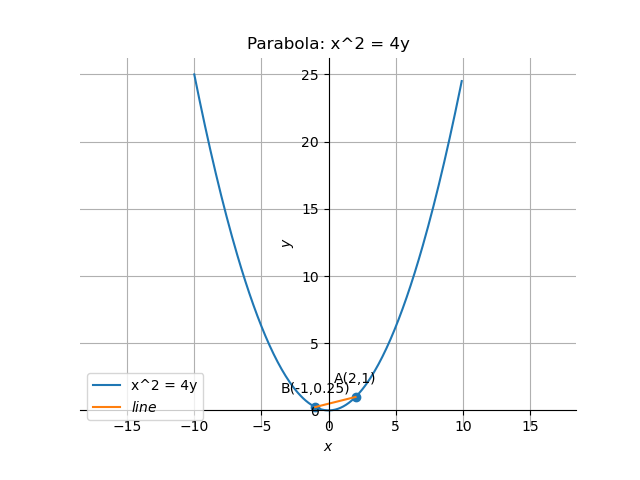 Parabola: x^2 = 4y
25
20
15
10
5
0
y
A(2,1)
B(-1,0.25)
x^2 = 4y
line
−15
−10
−5
0
5
10
15
x